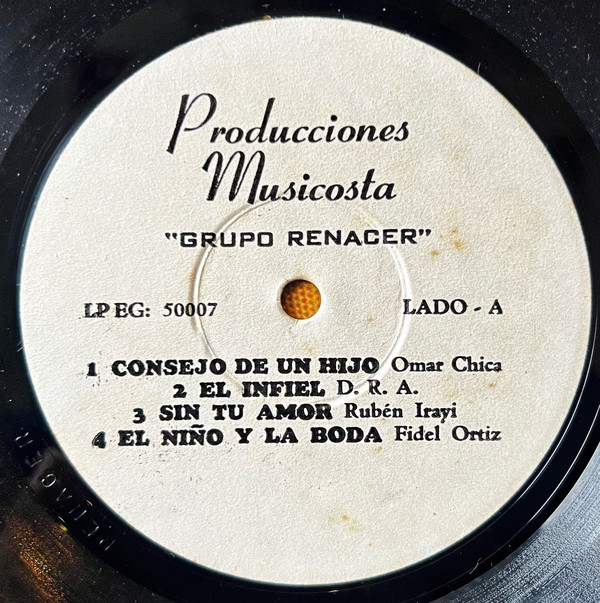 Producciones
Musicosta
"GRUPO RENACER"
LP EG: 50007
LADO - A
1 CONSEJO DE UN HIJO Omar Chica
2 EL INFIEL D. R. A.
3 SIN TU AMOR Rubén Irayi
4 EL NIÑO Y LA BODA Fidel Ortiz